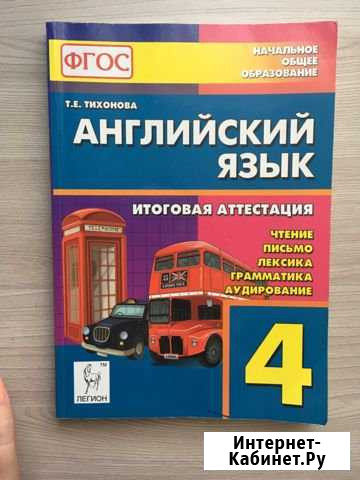 ФГОС
НАЧАЛЬНОЕ
ОБЩЕЕ
ОБРАЗОВАНИЕ
Т.Е. ТИХОНОВА
АНГЛИЙСКИЙ
ЯЗЫК
ИТОГОВАЯ АТТЕСТАЦИЯ
ЧТЕНИЕ
ПИСЬМО
ЛЕКСИКА
ГРАММАТИКА
АУДИРОВАНИЕ
TELEPHONE
4
TM
ЛЕГИОН
Интернет-
Кабинет.Ру